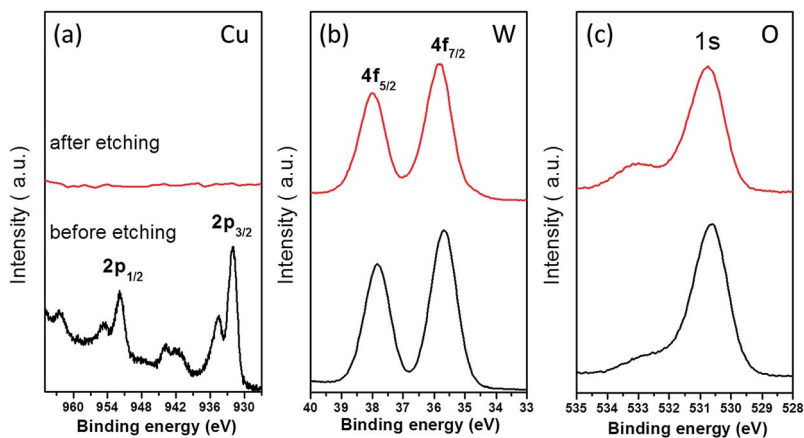 (a) Cu
Intensity ( a.u.)
after etching
before etching
2p1/2
2p3/2
960 954 948 942 936 930
Binding energy (eV)
(b) W
Intensity ( a.u.)
4f5/2
4f7/2
40 39 38 37 36 35 34 33
Binding energy (eV)
(c) O
Intensity ( a.u.)
1s
535 534 533 532 531 530 529 528
Binding energy (eV)